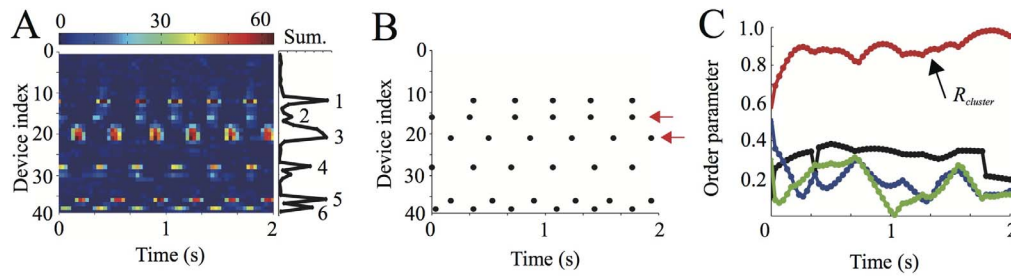 A
0 30 60
Sum.
Device index
0
10
20
30
40
1
2
3
4
5
6
0 1 2
Time (s)
B
Device index
0
10
20
30
40
0 1 2
Time (s)
C
Order parameter
1.0
0.8
0.6
0.4
0.2
R cluster
0 1 2
Time (s)